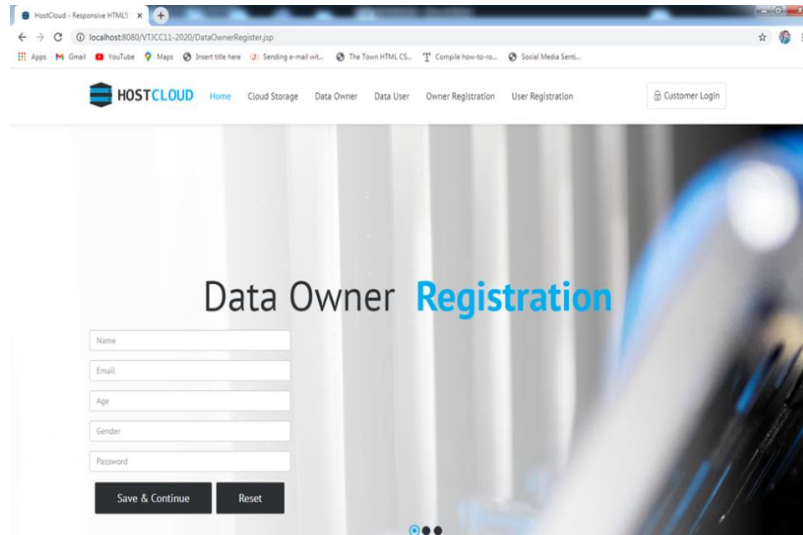 HostCloud - Responsive HTML5
localhost:8080/VTJCC11-2020/DataOwnerRegister.jsp
Apps Gmail YouTube Maps Insert title here Sending e-mail wit... The Town HTML CS... Compile how-to-ro... Social Media Senti...
HOSTCLOUD Home Cloud Storage Data Owner Data User Owner Registration User Registration Customer Login
Data Owner Registration
Name
Email
Age
Gender
Password
Save & Continue Reset